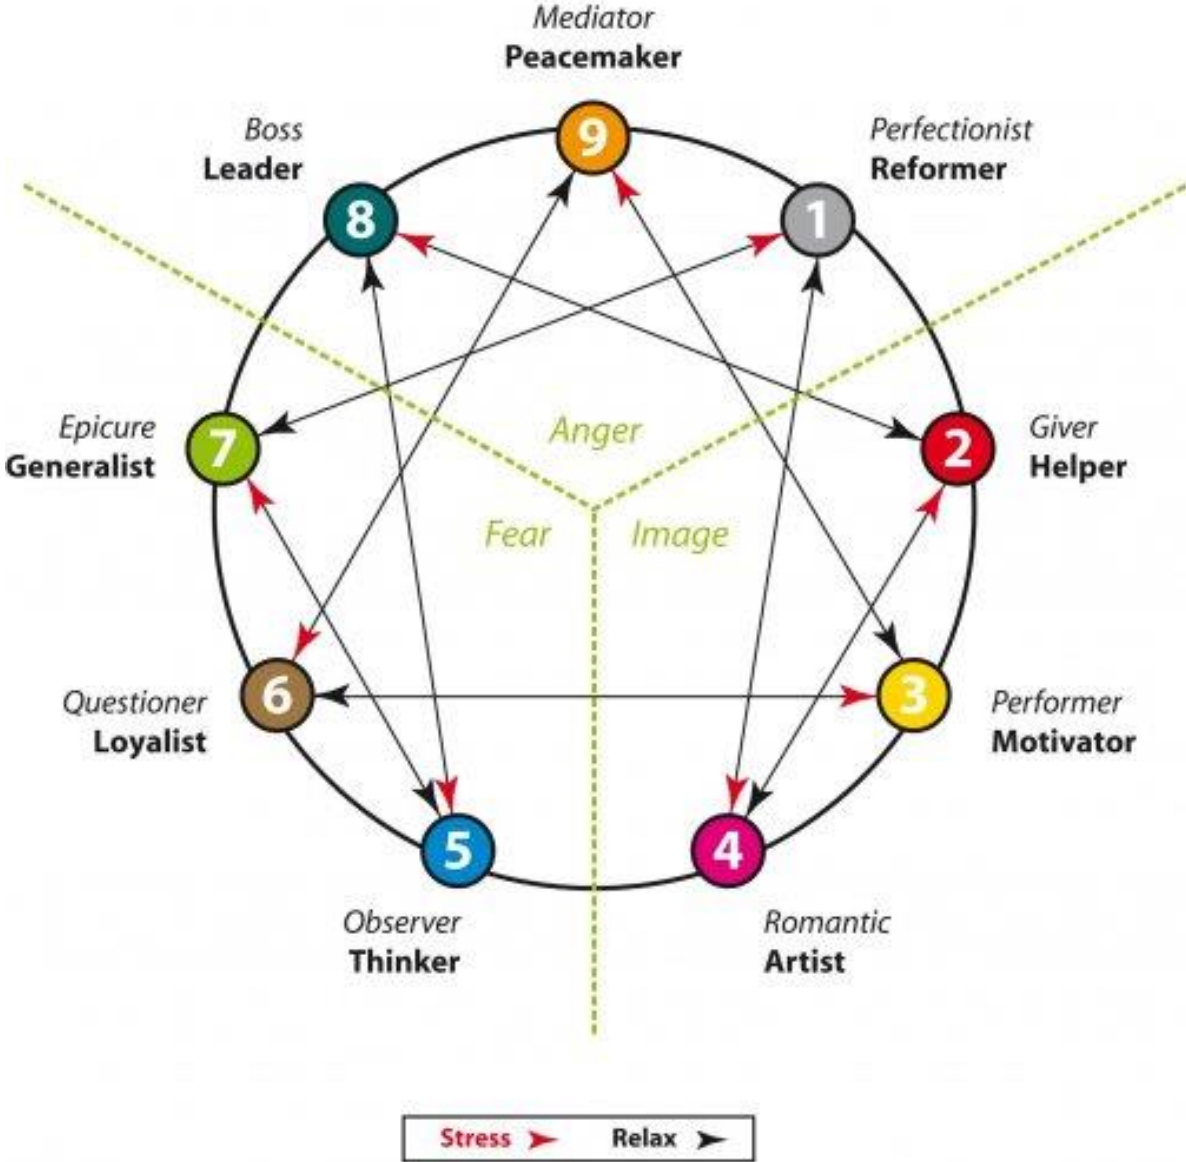 Mediator
Peacemaker
9
Boss
Leader
8
Perfectionist
Reformer
1
Epicure
Generalist
7
Anger
Giver
Helper
2
Fear
Image
Questioner
Loyalist
6
Performer
Motivator
3
5
4
Observer
Thinker
Romantic
Artist
Stress
Relax